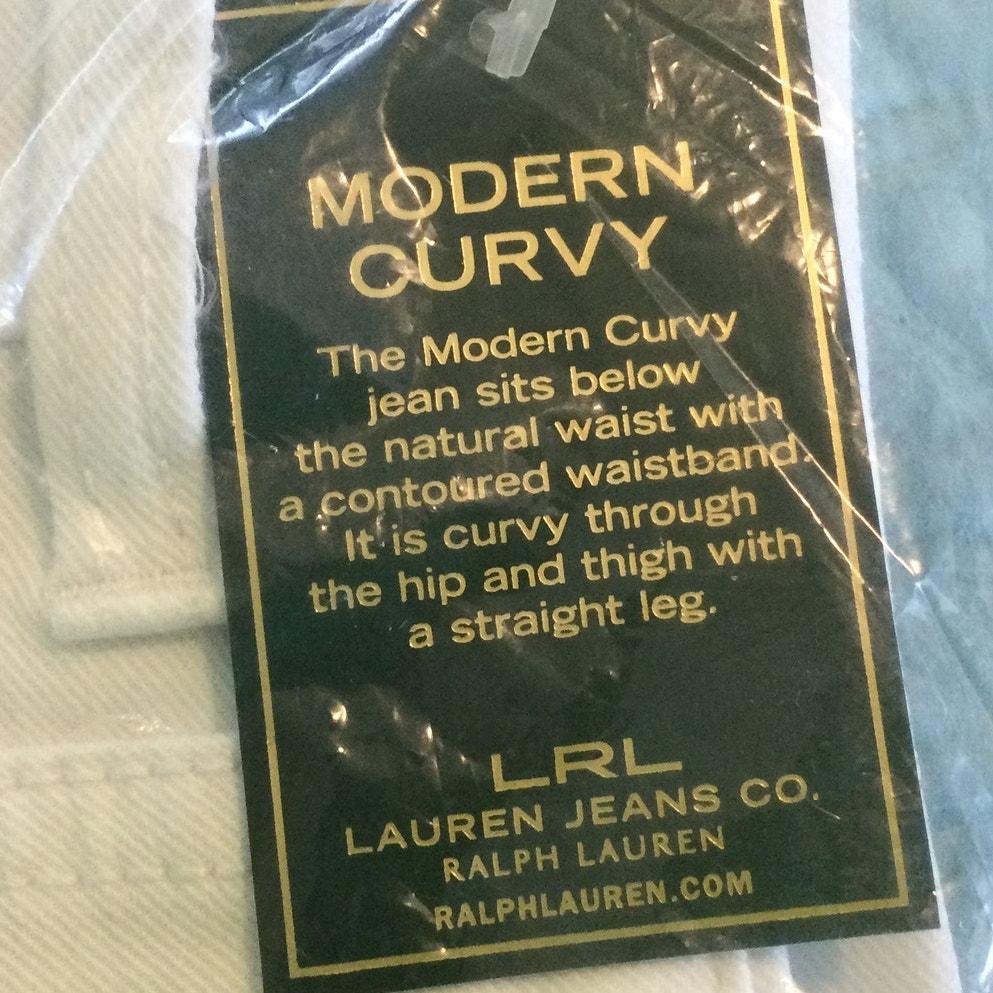 MODERN
CURVY
The Modern Curvy
jean sits below
the natural waist with
a contoured waistband.
It is curvy through
the hip and thigh with
a straight leg.
LRL
LAUREN JEANS CO.
RALPH LAUREN
RALPHLAUREN.COM